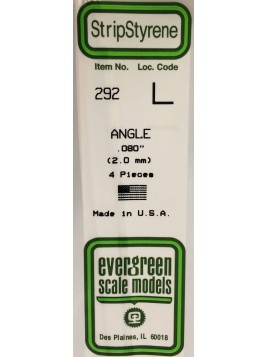 StripStyrene
Item No. Loc. Code
292 L
ANGLE
.080"
(2.0 mm)
4 Pieces
Made in U.S.A.
evergreen
scale models
Des Plaines, IL 60018